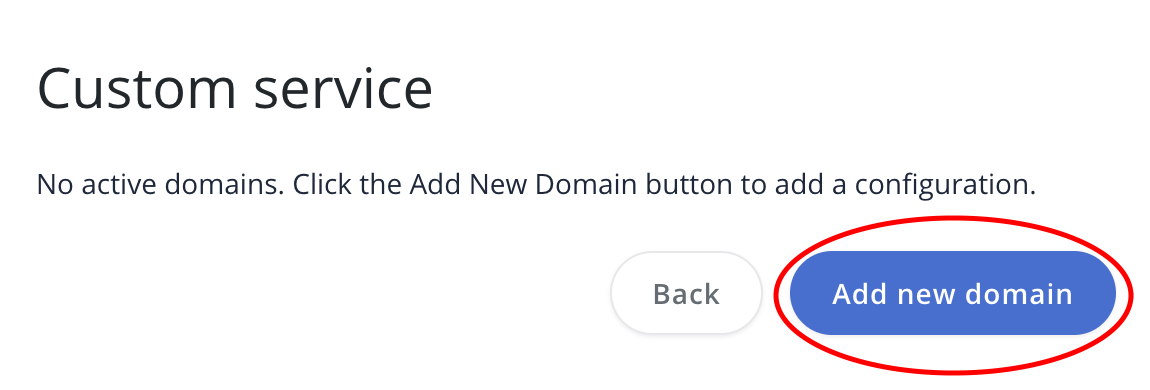 Custom service
No active domains. Click the Add New Domain button to add a configuration.
Back
Add new domain